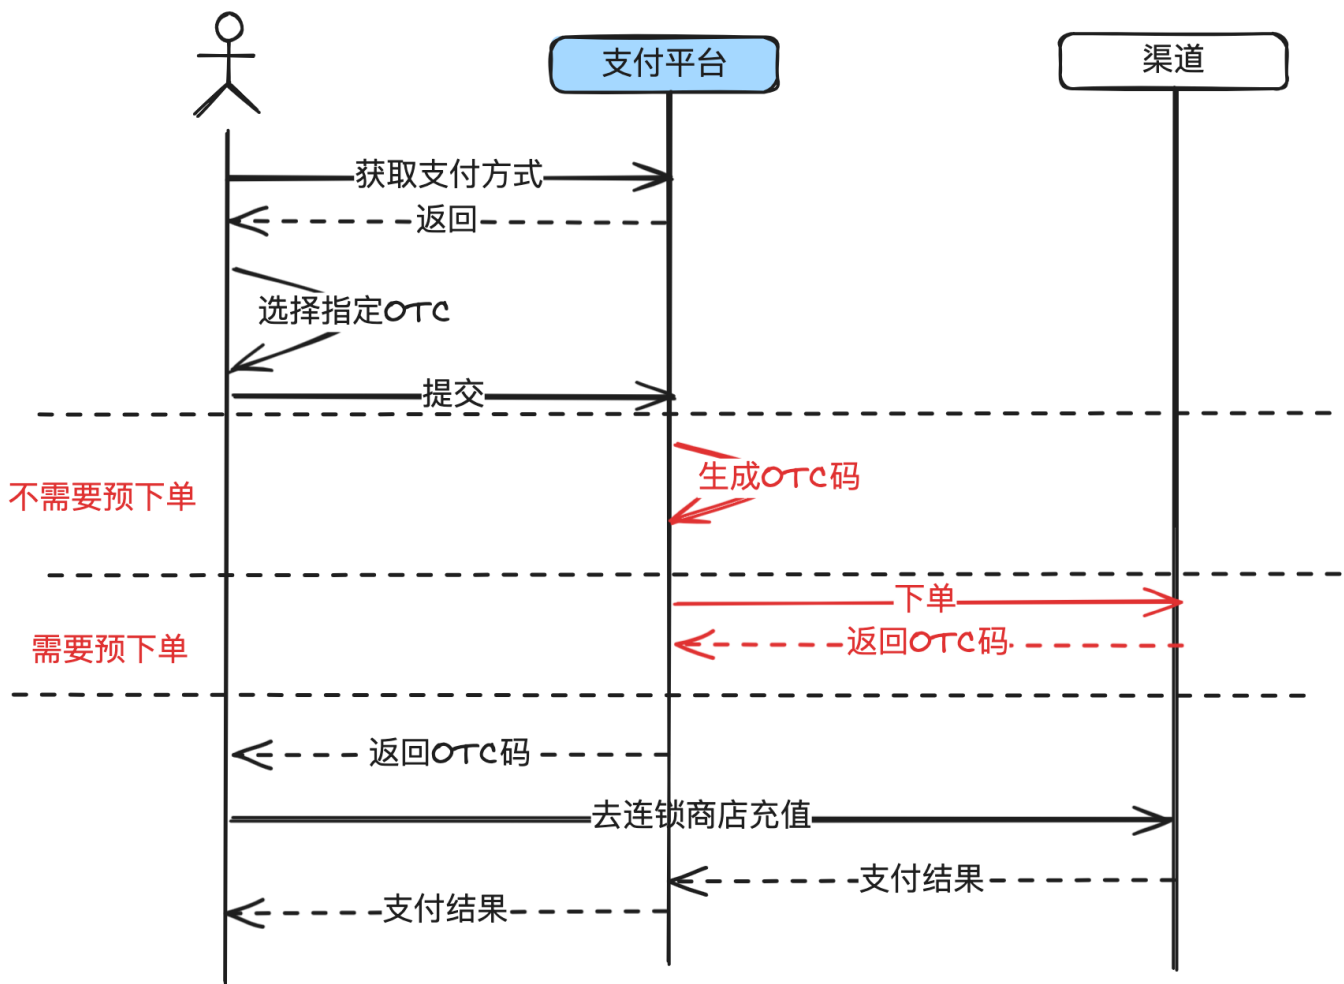 支付平台
渠道
获取支付方式
返回
选择指定OTC
提交
生成OTC码
不需要预下单
下单
返回OTC码
需要预下单
返回OTC码
去连锁商店充值
支付结果
支付结果